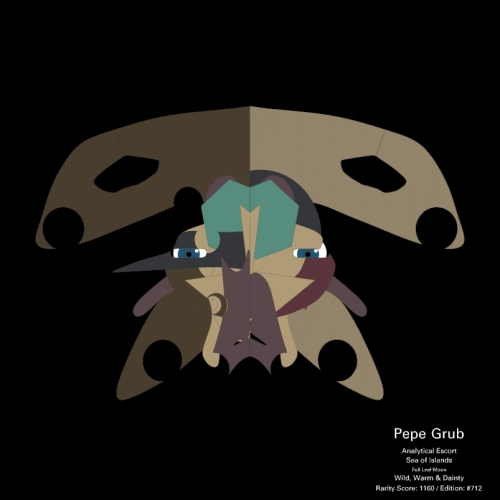 Pepe Grub
Analytical Escort
Sea of Islands
Full Leaf Moon
Wild, Warm & Dainty
Rarity Score: 1160 / Edition: #712